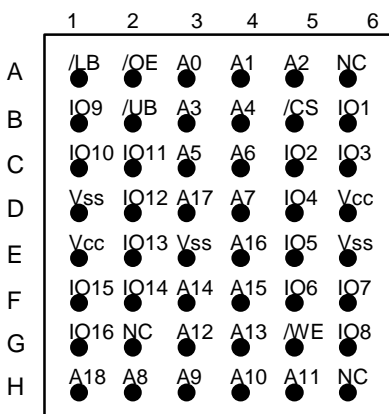 1 2 3 4 5 6
A /LB /OE A0 A1 A2 NC
B IO9 /UB A3 A4 /CS IO1
C IO10 IO11 A5 A6 IO2 IO3
D Vss IO12 A17 A7 IO4 Vcc
E Vcc IO13 Vss A16 IO5 Vss
F IO15 IO14 A14 A15 IO6 IO7
G IO16 NC A12 A13 /WE IO8
H A18 A8 A9 A10 A11 NC